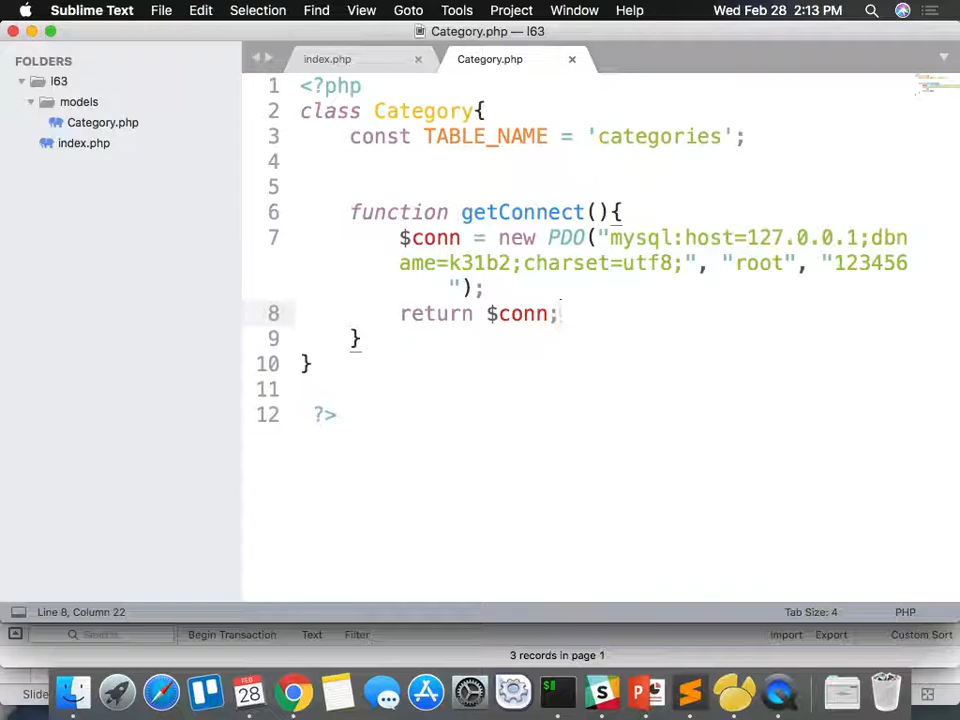 Sublime Text File Edit Selection Find View Goto Tools Project Window Help Wed Feb 28 2:13 PM
Category.php — l63
FOLDERS
l63
models
Category.php
index.php
index.php × Category.php ×
1 <?php
2 class Category{
3 const TABLE_NAME = 'categories';
4
5
6 function getConnect(){
7 $conn = new PDO("mysql:host=127.0.0.1;dbn
ame=k31b2;charset=utf8;", "root", "123456
");
8 return $conn;
9 }
10 }
11
12 ?>
Line 8, Column 22 Tab Size: 4 PHP
Search... Begin Transaction Text Filter Import Export Custom Sort
3 records in page 1
Slide
FEB
28